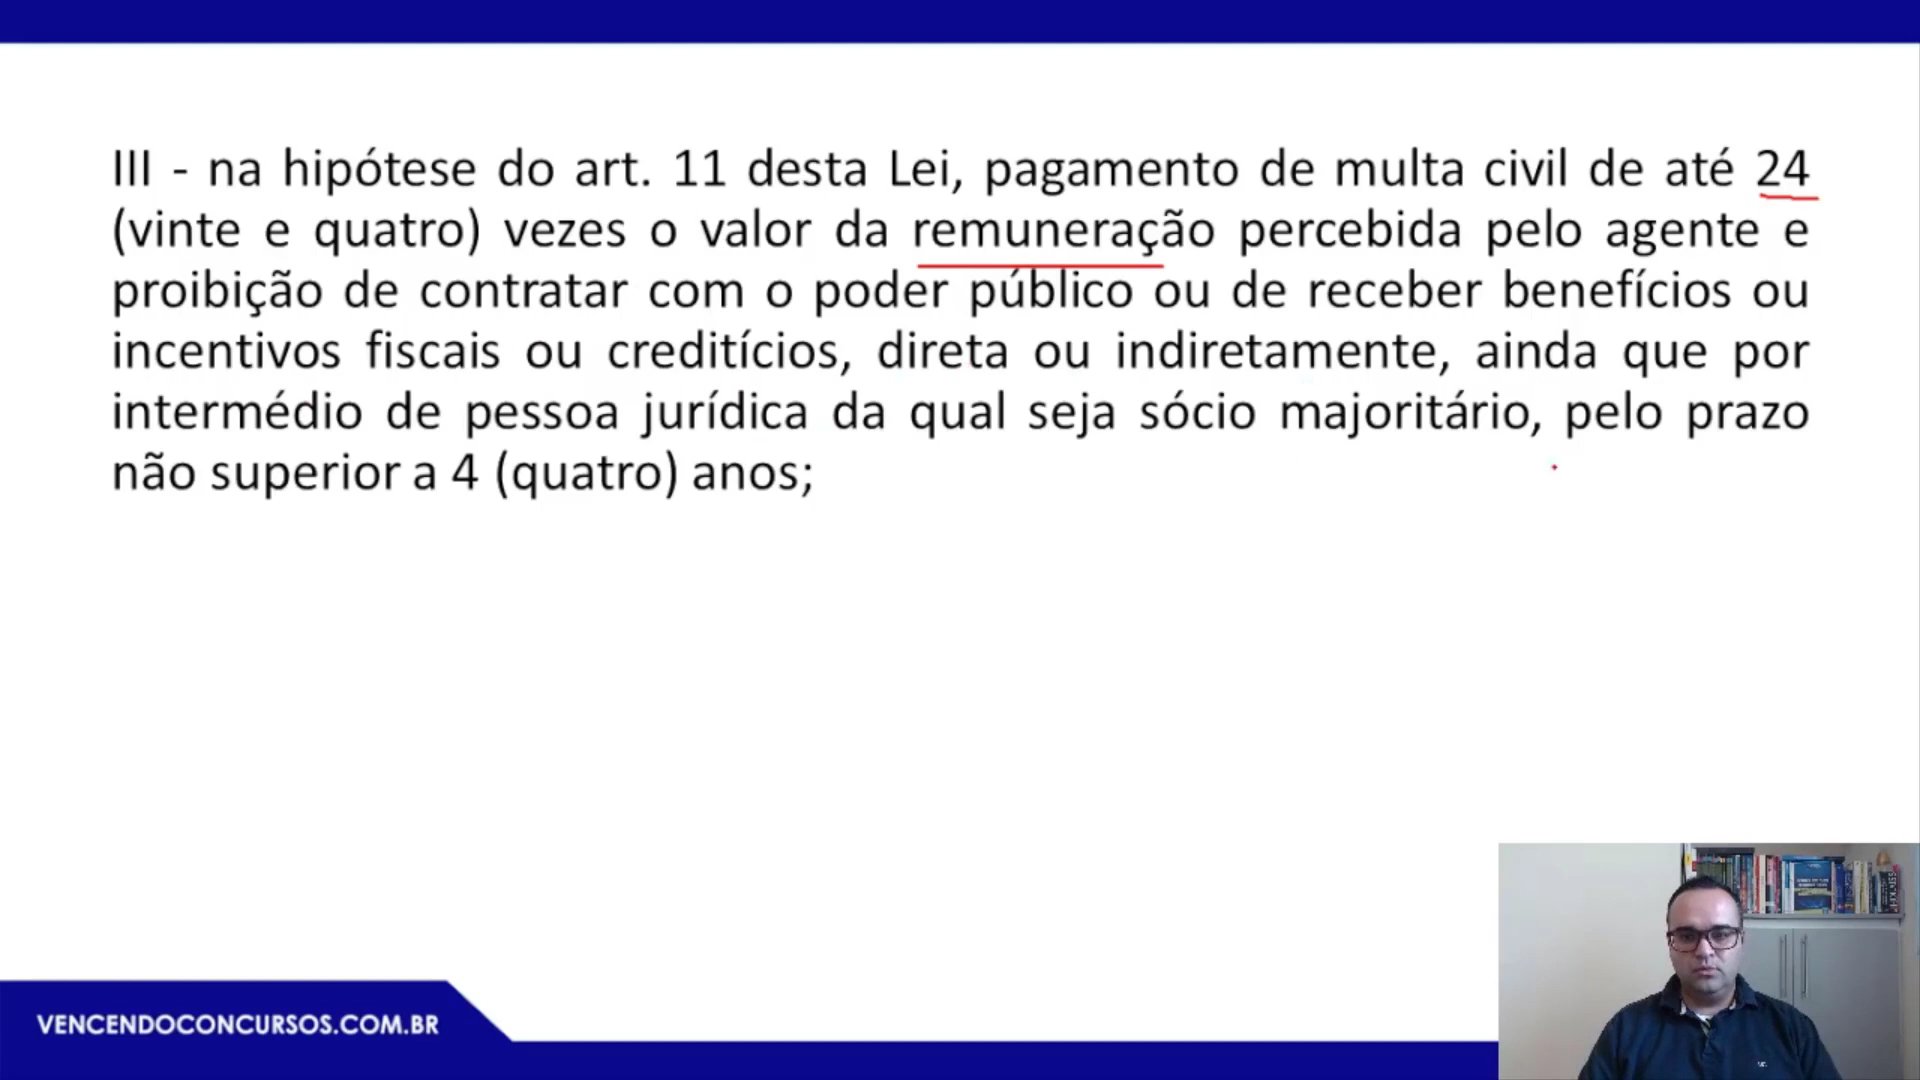 III - na hipótese do art. 11 desta Lei, pagamento de multa civil de até 24
(vinte e quatro) vezes o valor da remuneração percebida pelo agente e
proibição de contratar com o poder público ou de receber benefícios ou
incentivos fiscais ou creditícios, direta ou indiretamente, ainda que por
intermédio de pessoa jurídica da qual seja sócio majoritário, pelo prazo
não superior a 4 (quatro) anos;
VENCENDOCONCURSOS.COM.BR